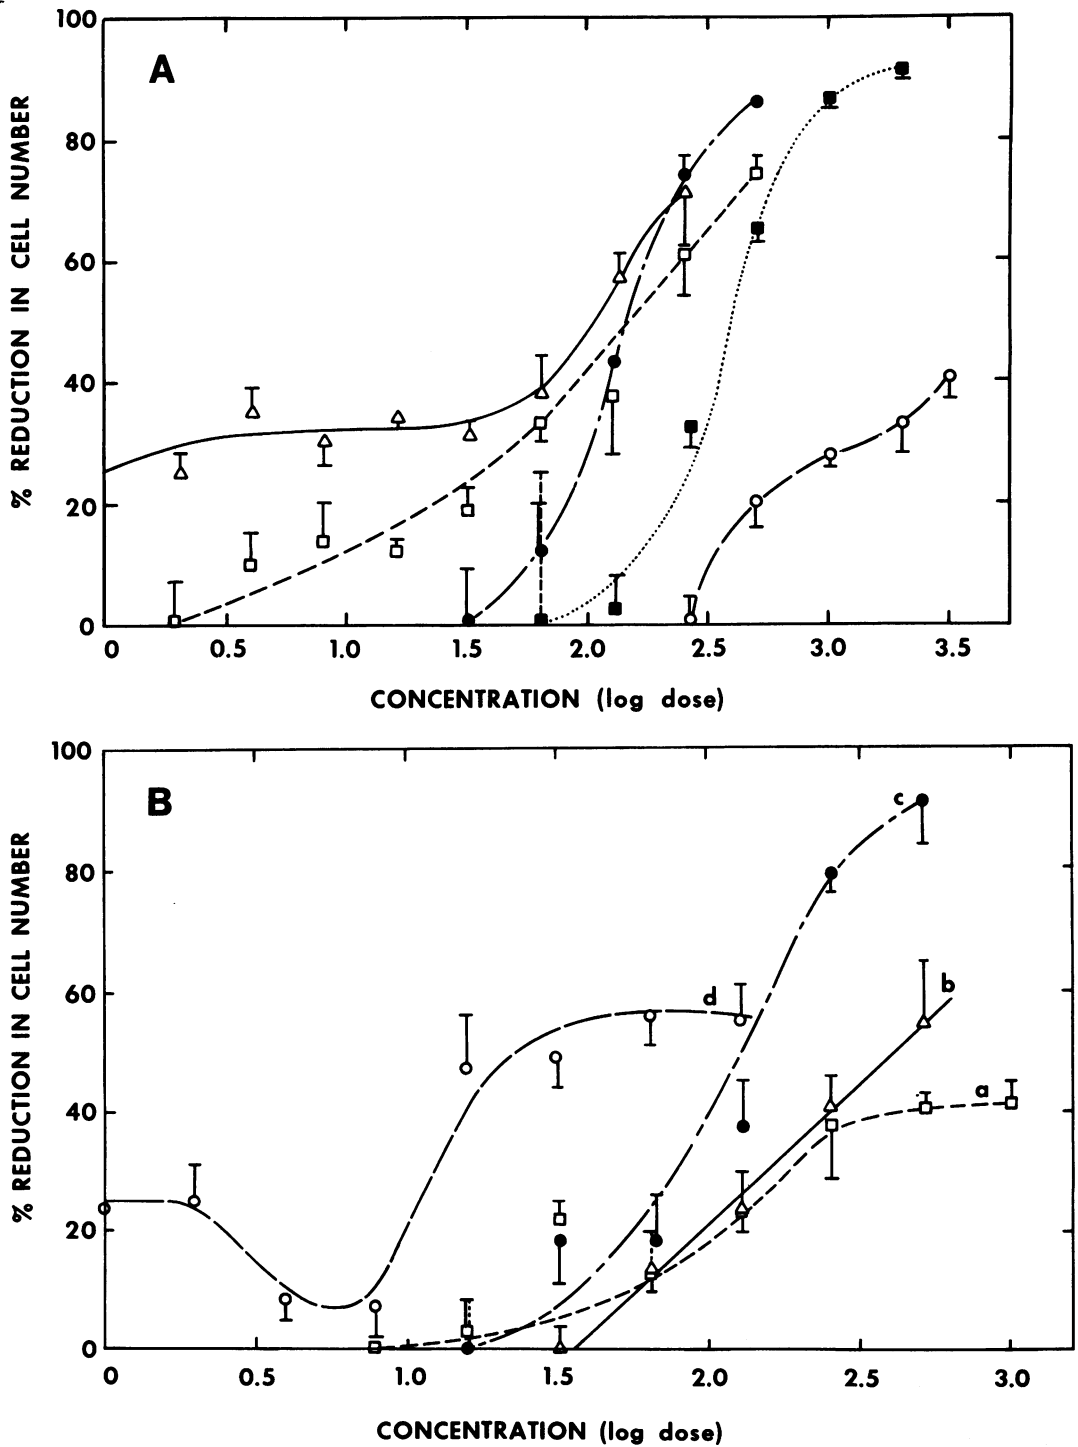 100
A
80
60
40
20
0
% REDUCTION IN CELL NUMBER
0 0.5 1.0 1.5 2.0 2.5 3.0 3.5
CONCENTRATION (log dose)
100
B
c
80
60
d
b
40
a
20
0
% REDUCTION IN CELL NUMBER
0 0.5 1.0 1.5 2.0 2.5 3.0
CONCENTRATION (log dose)